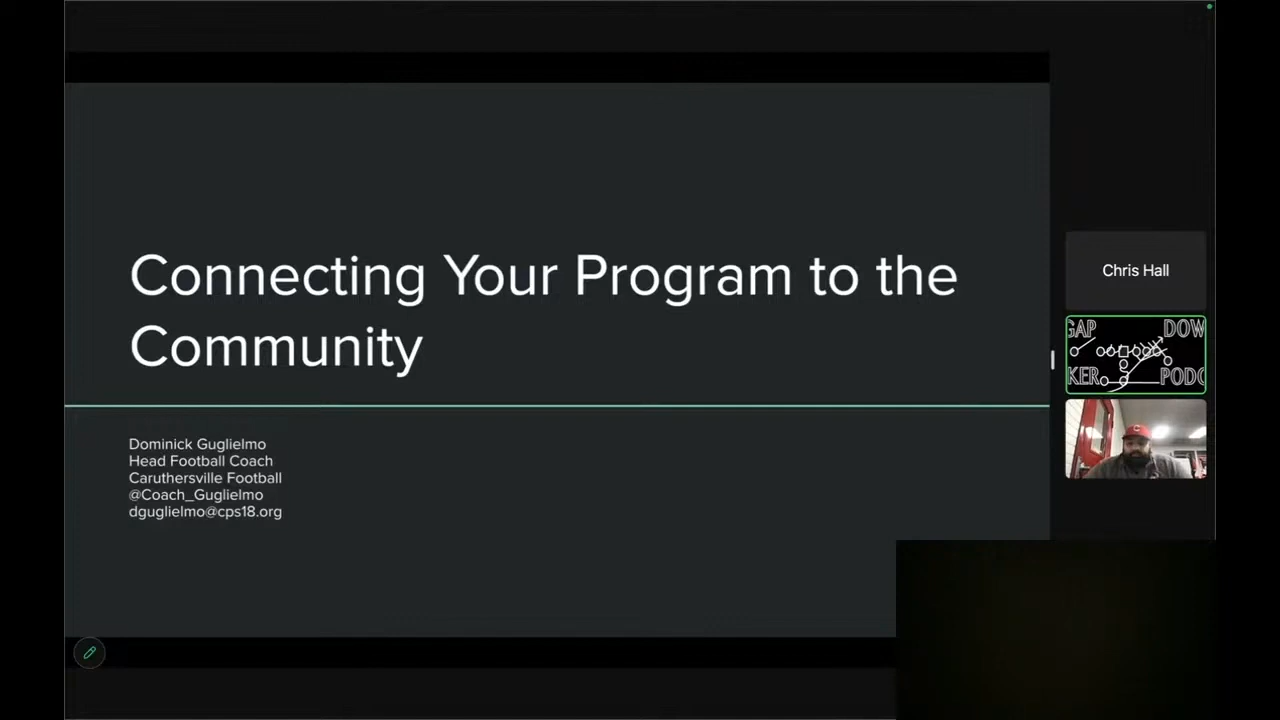 Connecting Your Program to the
Community
Dominick Guglielmo
Head Football Coach
Caruthersville Football
@Coach_Guglielmo
dguglielmo@cps18.org
Chris Hall
GAP DOW
KER PODC
C